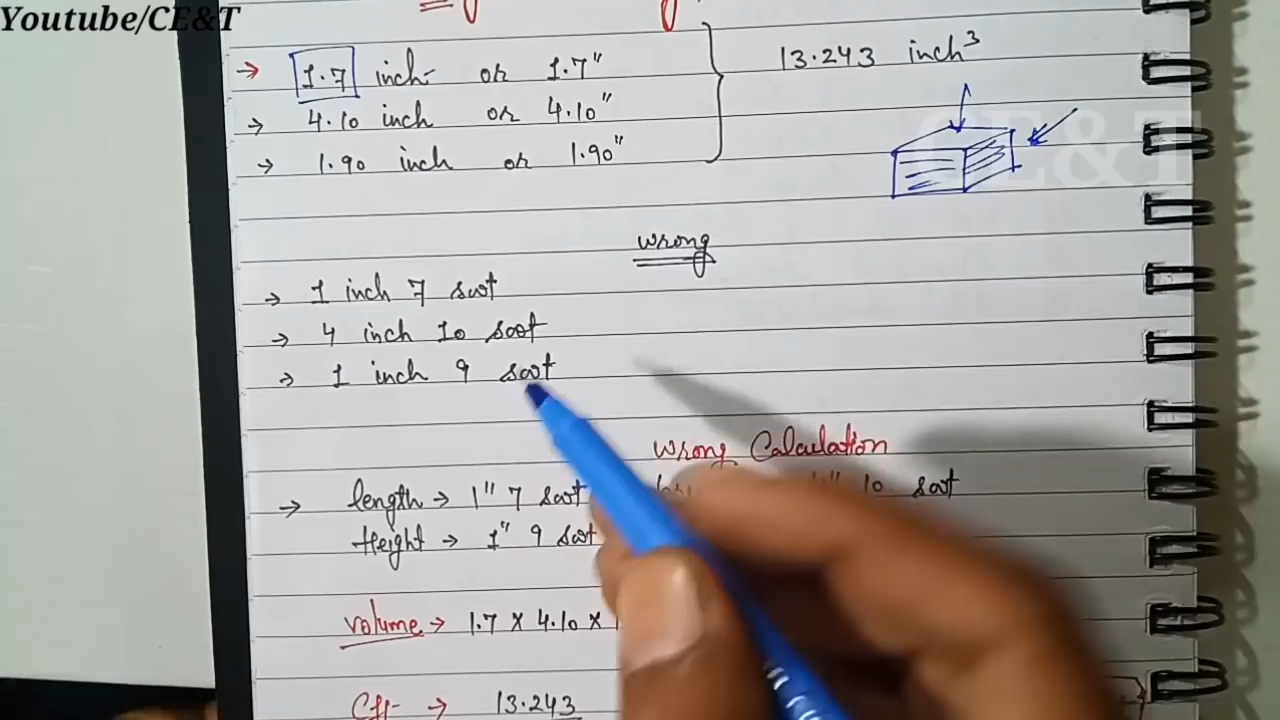 Youtube/CE&T
→ 1.7 inch or 1.7"
13.243 inch³
→ 4.10 inch or 4.10"
→ 1.90 inch or 1.90"
CE&T
Wrong
→ 1 inch 7 soot
→ 4 inch 10 soot
→ 1 inch 9 soot
Wrong Calculation
→ length → 1" 7 soot 10 soot
Height → 1" 9 soot
Volume → 1.7 × 4.10 ×
Cft → 13.243